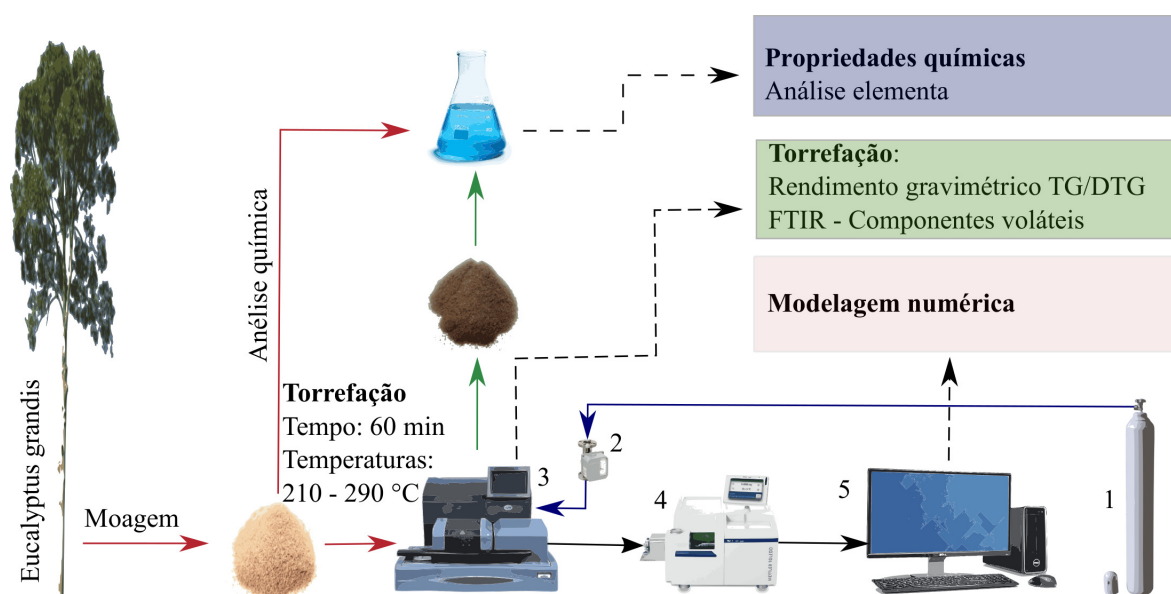 Propriedades químicas
Análise elementa
Torrefação:
Rendimento gravimétrico TG/DTG
FTIR - Componentes voláteis
Modelagem numérica
Anélise química
Eucalyptus grandis
Moagem
Torrefação
Tempo: 60 min
Temperaturas:
210 - 290 °C
1
2
3
4
5